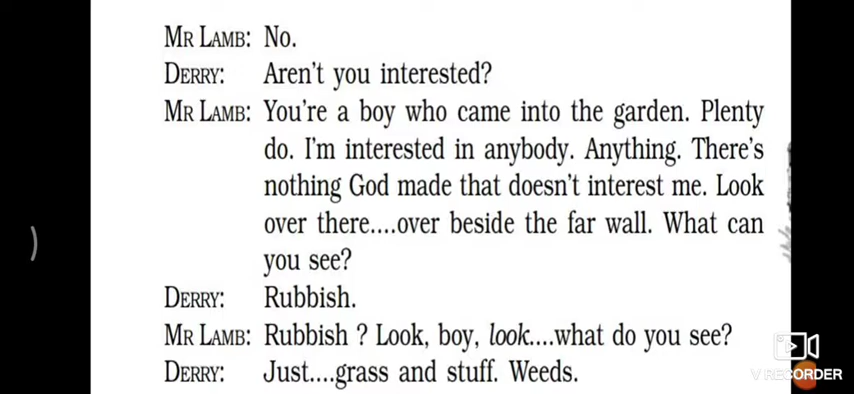 MR LAMB: No.
DERRY: Aren't you interested?
MR LAMB: You're a boy who came into the garden. Plenty
do. I'm interested in anybody. Anything. There's
nothing God made that doesn't interest me. Look
over there....over beside the far wall. What can
you see?
DERRY: Rubbish.
MR LAMB: Rubbish ? Look, boy, look....what do you see?
DERRY: Just....grass and stuff. Weeds.
V RECORDER